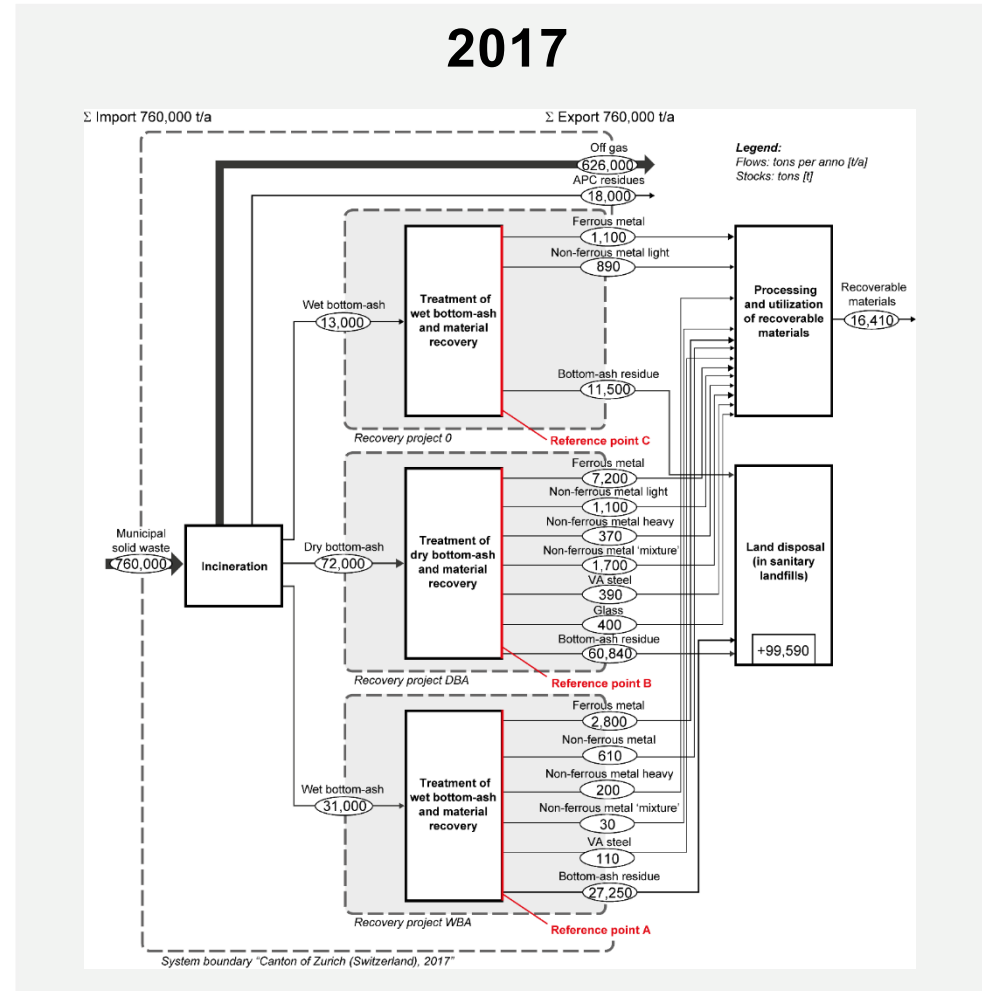 2017
Σ Import 760,000 t/a
Σ Export 760,000 t/a
Off gas
626,000
APC residues
18,000
Legend:
Flows: tons per anno [t/a]
Stocks: tons [t]
Ferrous metal
1,100
Non-ferrous metal light
890
Wet bottom-ash
13,000
Treatment of
wet bottom-ash
and material
recovery
Bottom-ash residue
11,500
Recovery project 0
Reference point C
Processing
and utilization
of recoverable
materials
Recoverable
materials
16,410
Municipal
solid waste
760,000
Incineration
Dry bottom-ash
72,000
Treatment of
dry bottom-ash
and material
recovery
Ferrous metal
7,200
Non-ferrous metal light
1,100
Non-ferrous metal heavy
370
Non-ferrous metal ‘mixture’
1,700
VA steel
390
Glass
400
Bottom-ash residue
60,840
Recovery project DBA
Reference point B
Land disposal
(in sanitary
landfills)
+99,590
Wet bottom-ash
31,000
Treatment of
wet bottom-ash
and material
recovery
Ferrous metal
2,800
Non-ferrous metal
610
Non-ferrous metal heavy
200
Non-ferrous metal ‘mixture’
30
VA steel
110
Bottom-ash residue
27,250
Recovery project WBA
Reference point A
System boundary “Canton of Zurich (Switzerland), 2017”